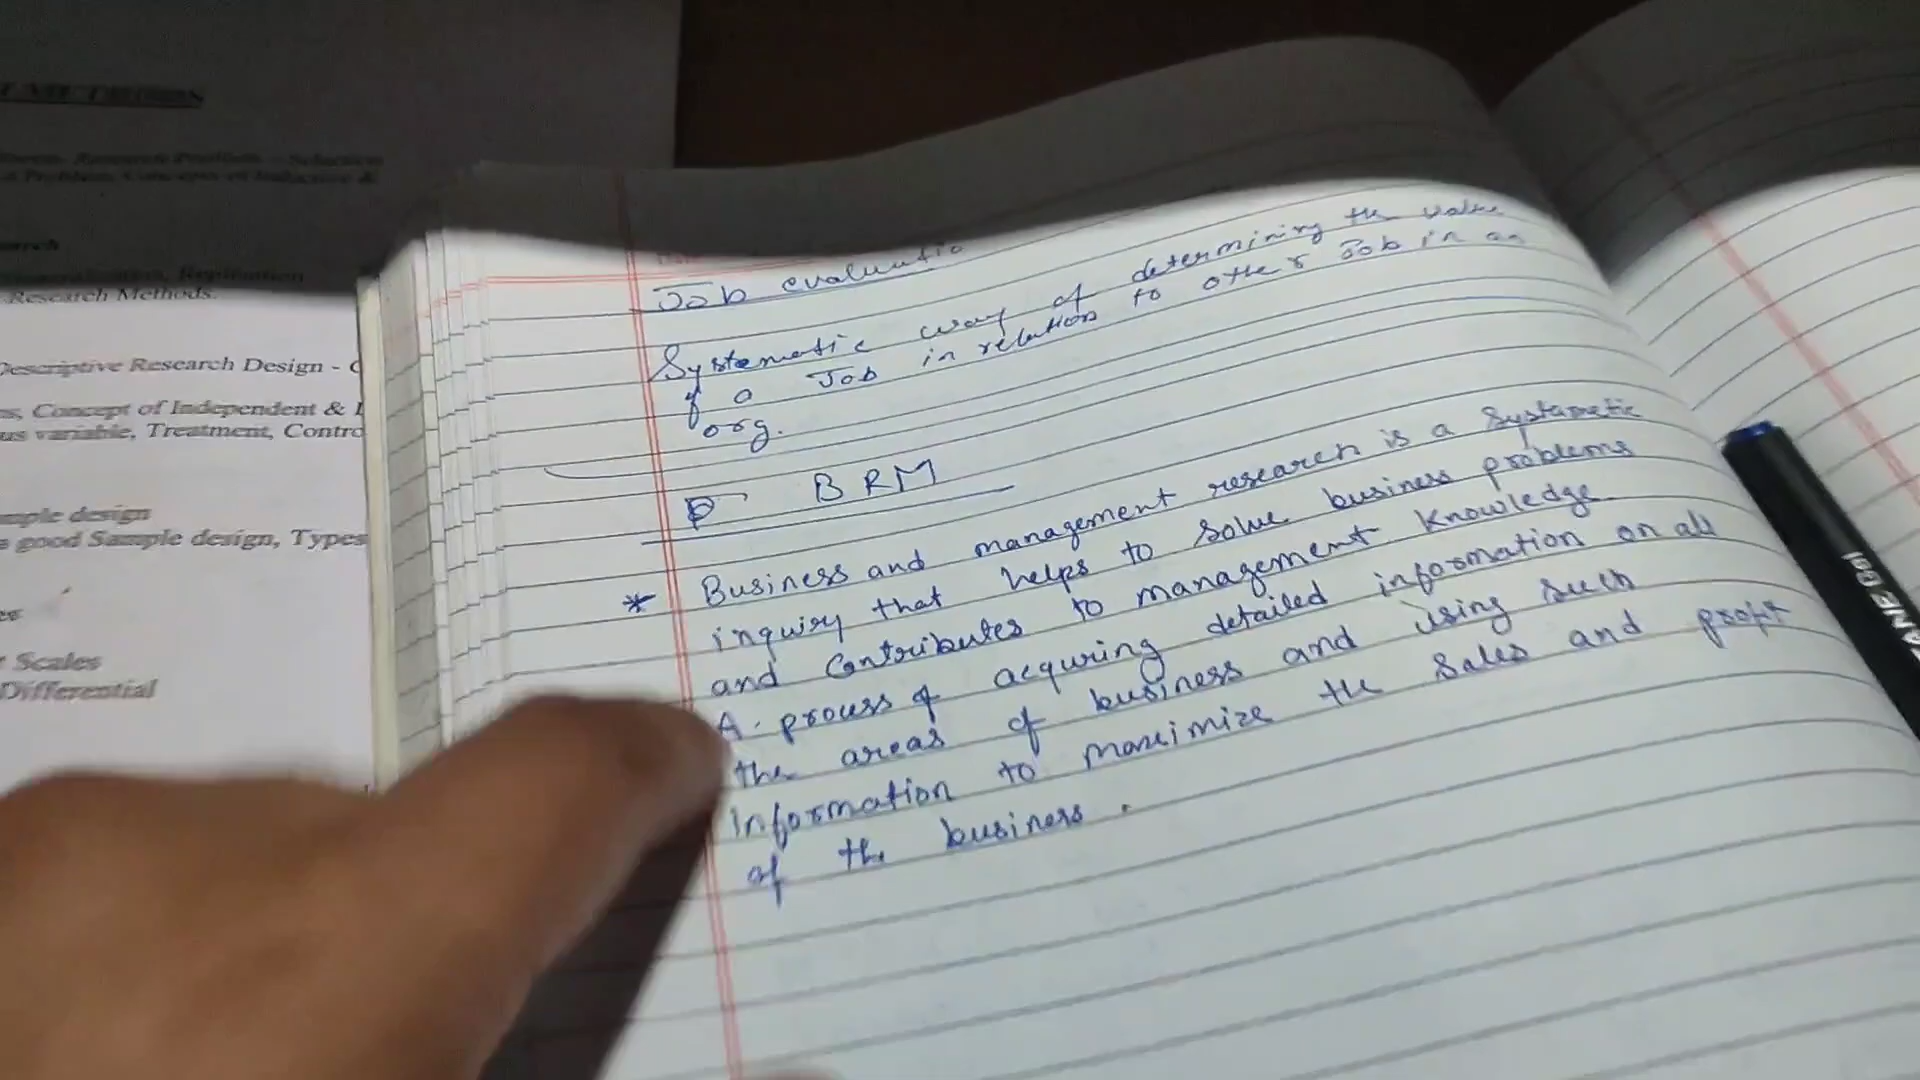 Research Methods.
Descriptive Research Design - C
Concept of Independent &
us variable, Treatment, Contro
mple design
good Sample design, Types
Scales
Differential
Job evaluatio
Systematic way of determining the value
of a Job in relation to other Job in an
org.
BRM
* Business and management research is a Systametic
inquiry that helps to Solve business problems
and Contributes to management Knowledge
A. process of acquring detailed information on all
the areas of business and using such
information to maximize the Sales and profit
of the business.